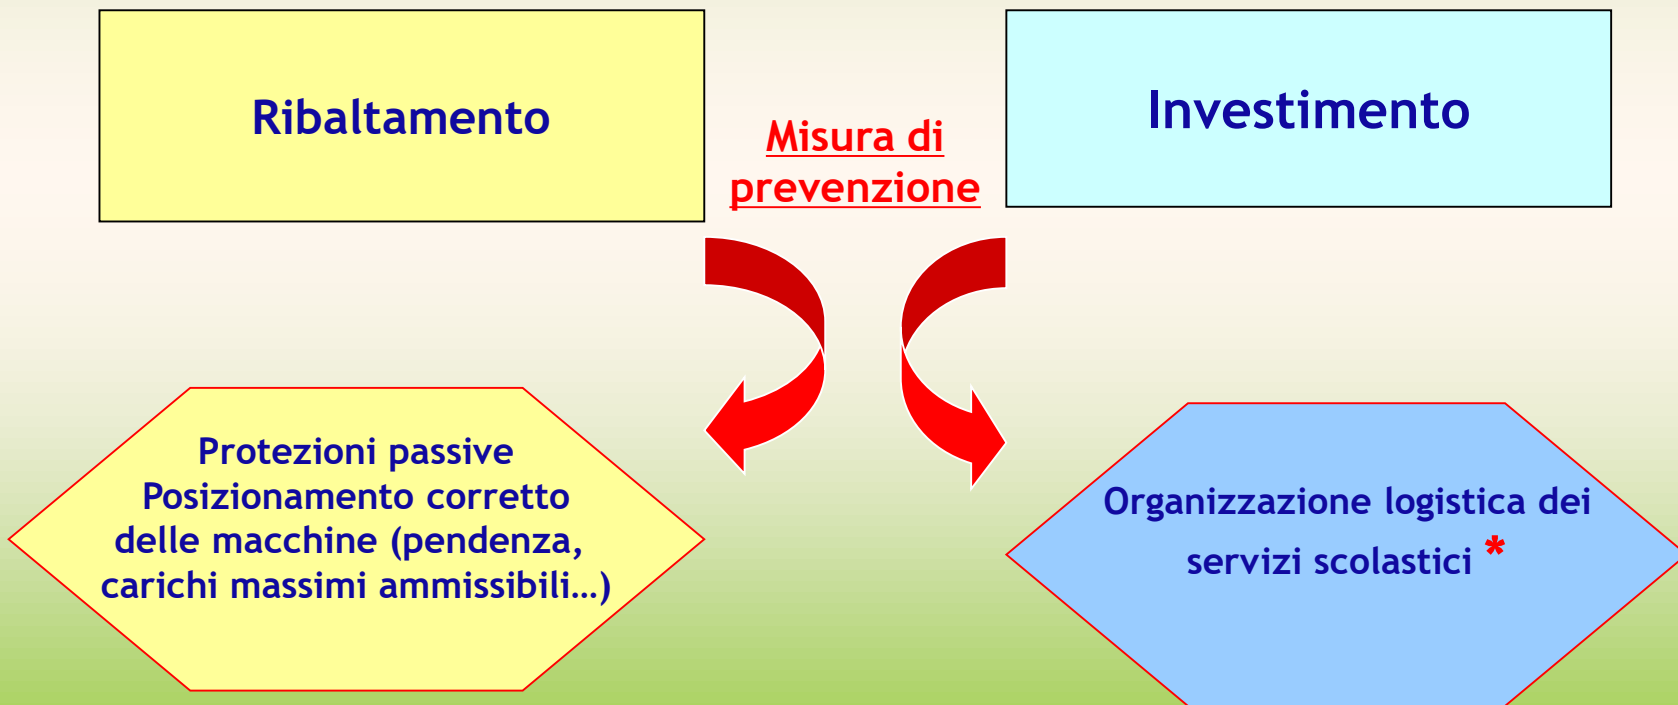 Ribaltamento
Investimento
Misura di
prevenzione
Protezioni passive
Posizionamento corretto
delle macchine (pendenza,
carichi massimi ammissibili…)
Organizzazione logistica dei
servizi scolastici *